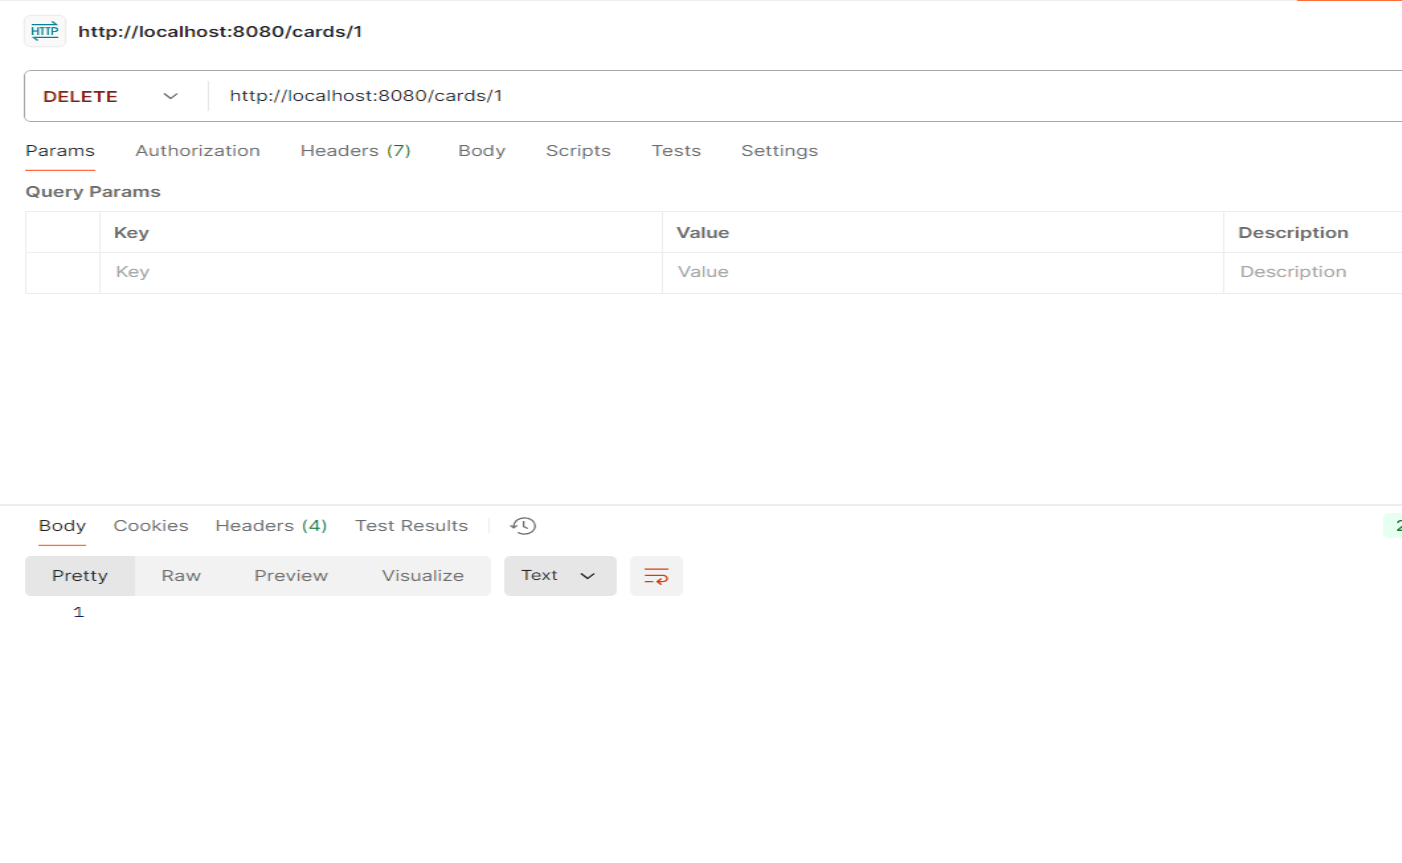 HTTP http://localhost:8080/cards/1
DELETE http://localhost:8080/cards/1
Params Authorization Headers (7) Body Scripts Tests Settings
Query Params
Key Value Description
Key Value Description
Body Cookies Headers (4) Test Results
Pretty Raw Preview Visualize Text
1